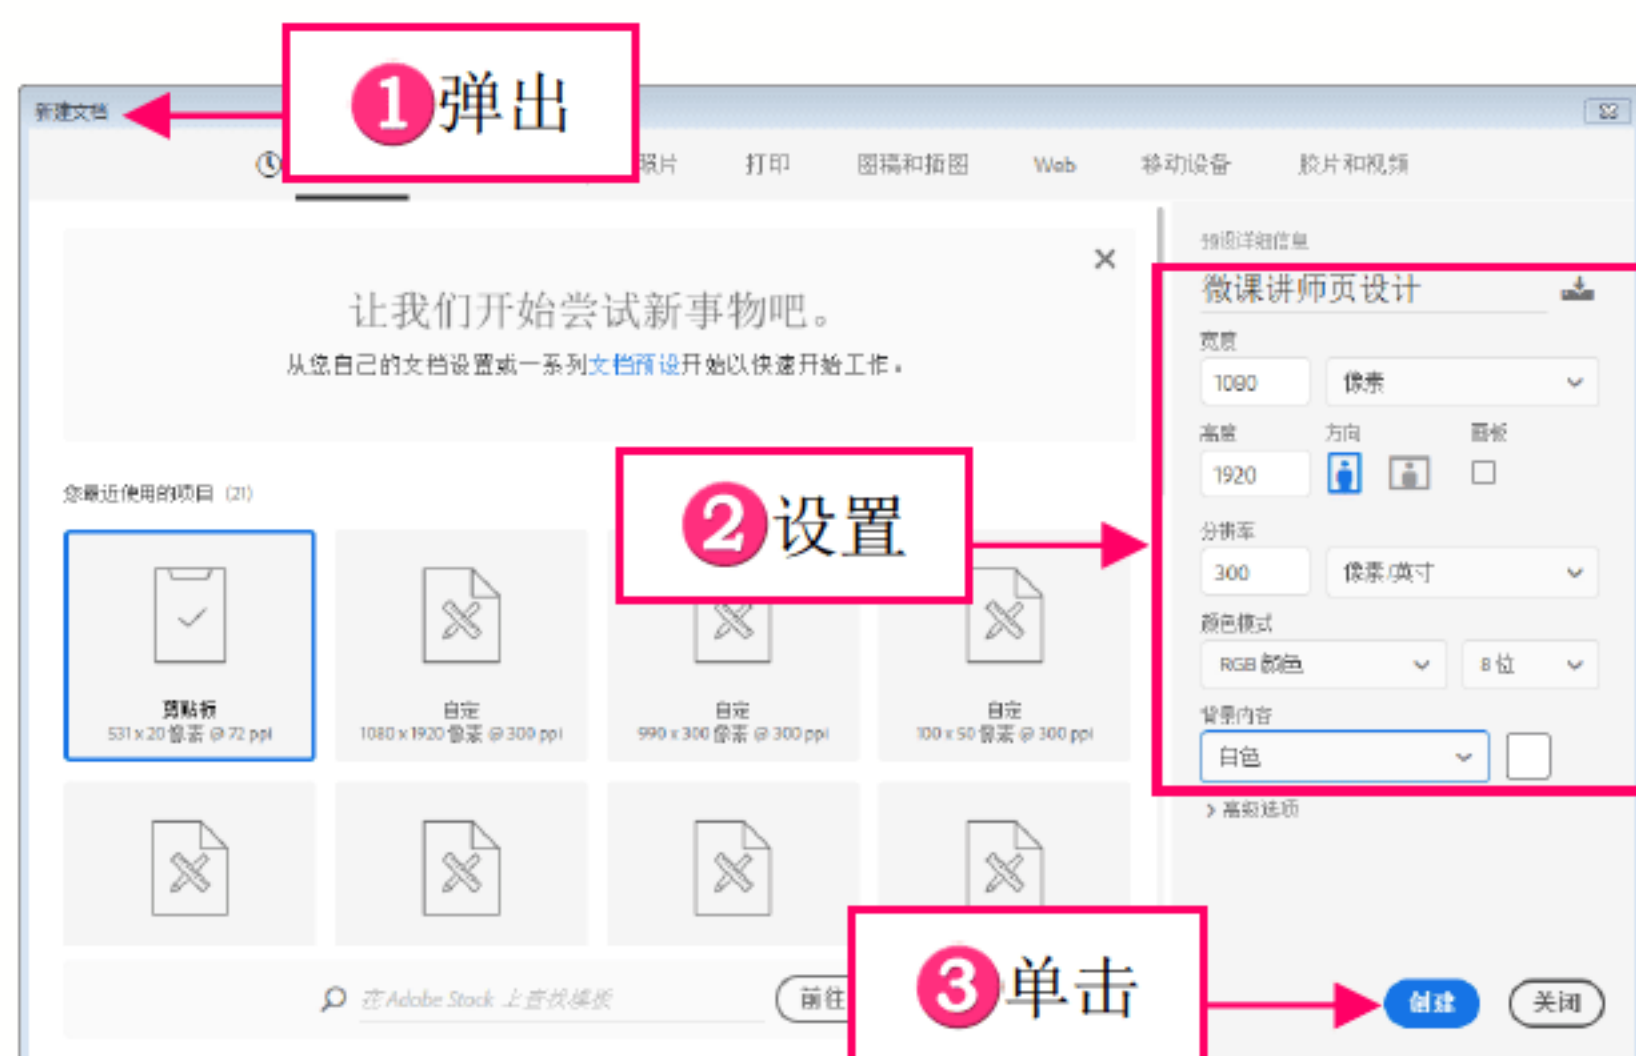 ❶弹出
新建文档
照片 打印 图稿和插图 Web 移动设备 胶片和视频
预设详细信息
微课讲师页设计
让我们开始尝试新事物吧。
从您自己的文档设置或一系列文档预设开始以快速开始工作。
宽度
1080 像素
高度 方向 画板
1920
您最近使用的项目 (21)
❷设置
分辨率
300 像素/英寸
颜色模式
RGB 颜色 8 位
剪贴板
531 x 20 像素 @ 72 ppi
自定
1080 x 1920 像素 @ 300 ppi
自定
990 x 300 像素 @ 300 ppi
自定
100 x 50 像素 @ 300 ppi
背景内容
白色
高级选项
❸单击
在 Adobe Stock 上查找模板
前往
创建
关闭